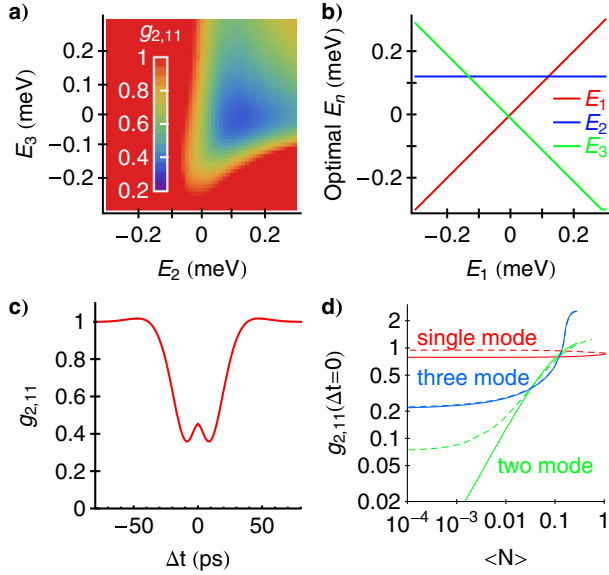 a)
g2,11
1
0.8
0.6
0.4
0.2
0.2
0
−0.2
E3 (meV)
−0.2
0
0.2
E2 (meV)
b)
0.2
0
−0.2
Optimal En (meV)
E1
E2
E3
−0.2
0
0.2
E1 (meV)
c)
1
0.8
0.6
0.4
0.2
0
g2,11
−50
0
50
Δt (ps)
d)
2
1
0.5
0.2
0.1
0.05
0.02
g2,11(Δt=0)
single mode
three mode
two mode
10−4
10−3
0.01
0.1
1
<N>